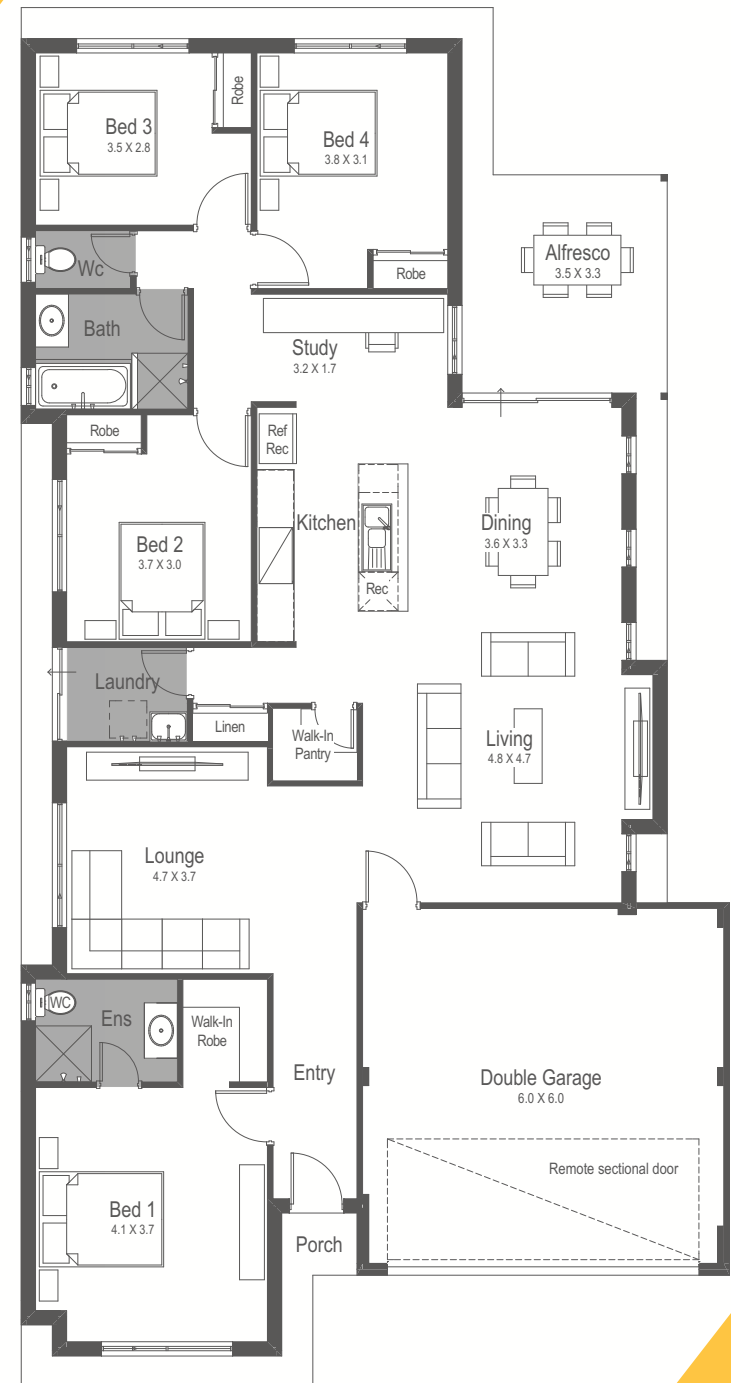 Bed 3
3.5 X 2.8
Robe
Bed 4
3.8 X 3.1
Robe
Wc
Alfresco
3.5 X 3.3
Bath
Study
3.2 X 1.7
Robe
Ref
Rec
Kitchen
Dining
3.6 X 3.3
Bed 2
3.7 X 3.0
Rec
Laundry
Linen
Walk-In
Pantry
Living
4.8 X 4.7
Lounge
4.7 X 3.7
WC
Ens
Walk-In
Robe
Entry
Double Garage
6.0 X 6.0
Remote sectional door
Bed 1
4.1 X 3.7
Porch